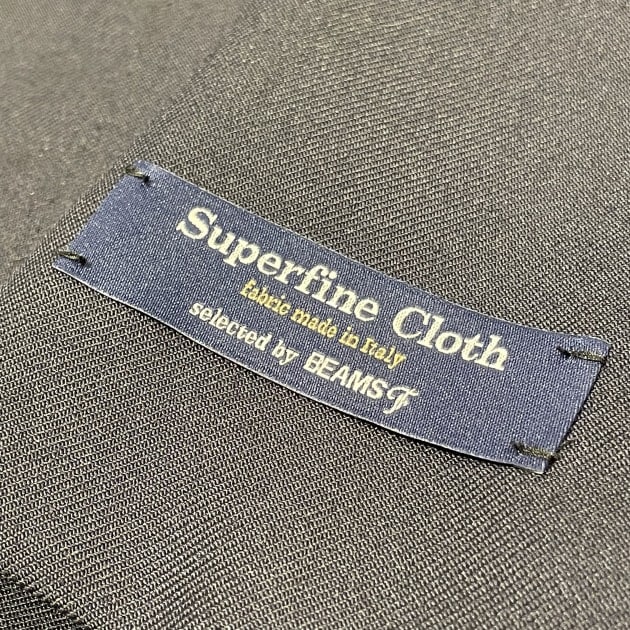 Superfine Cloth
fabric made in Italy
selected by BEAMS F